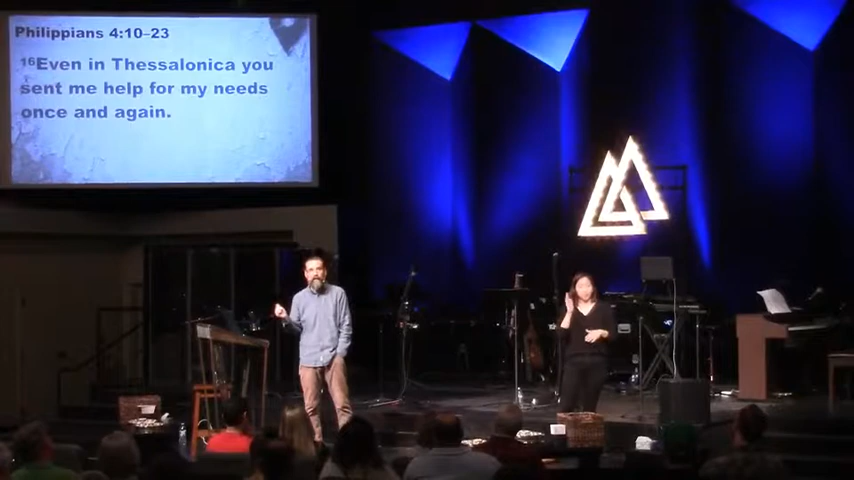 Philippians 4:10–23
¹⁶Even in Thessalonica you
sent me help for my needs
once and again.